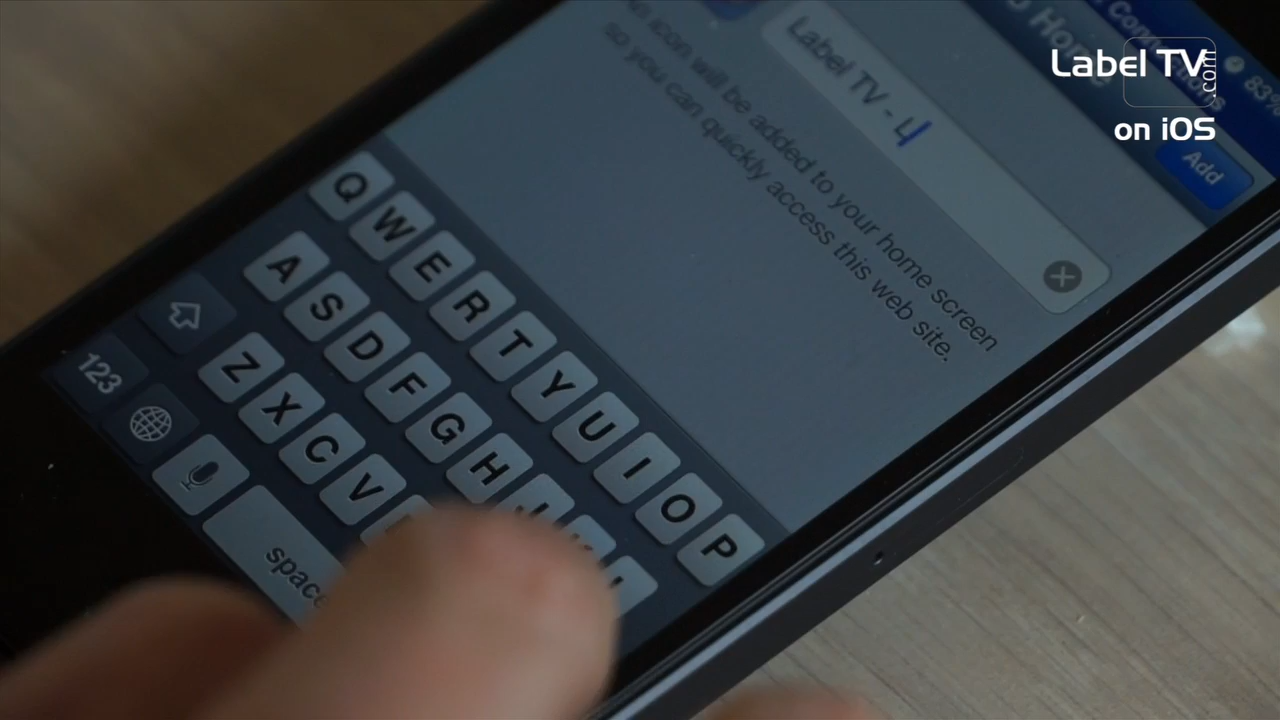 Label TV.com
on iOS
83%
Add
Label TV - L
icon will be added to your home screen
so you can quickly access this web site.
Q W E R T Y U I O P
A S D F G H
Z X C V
123
space